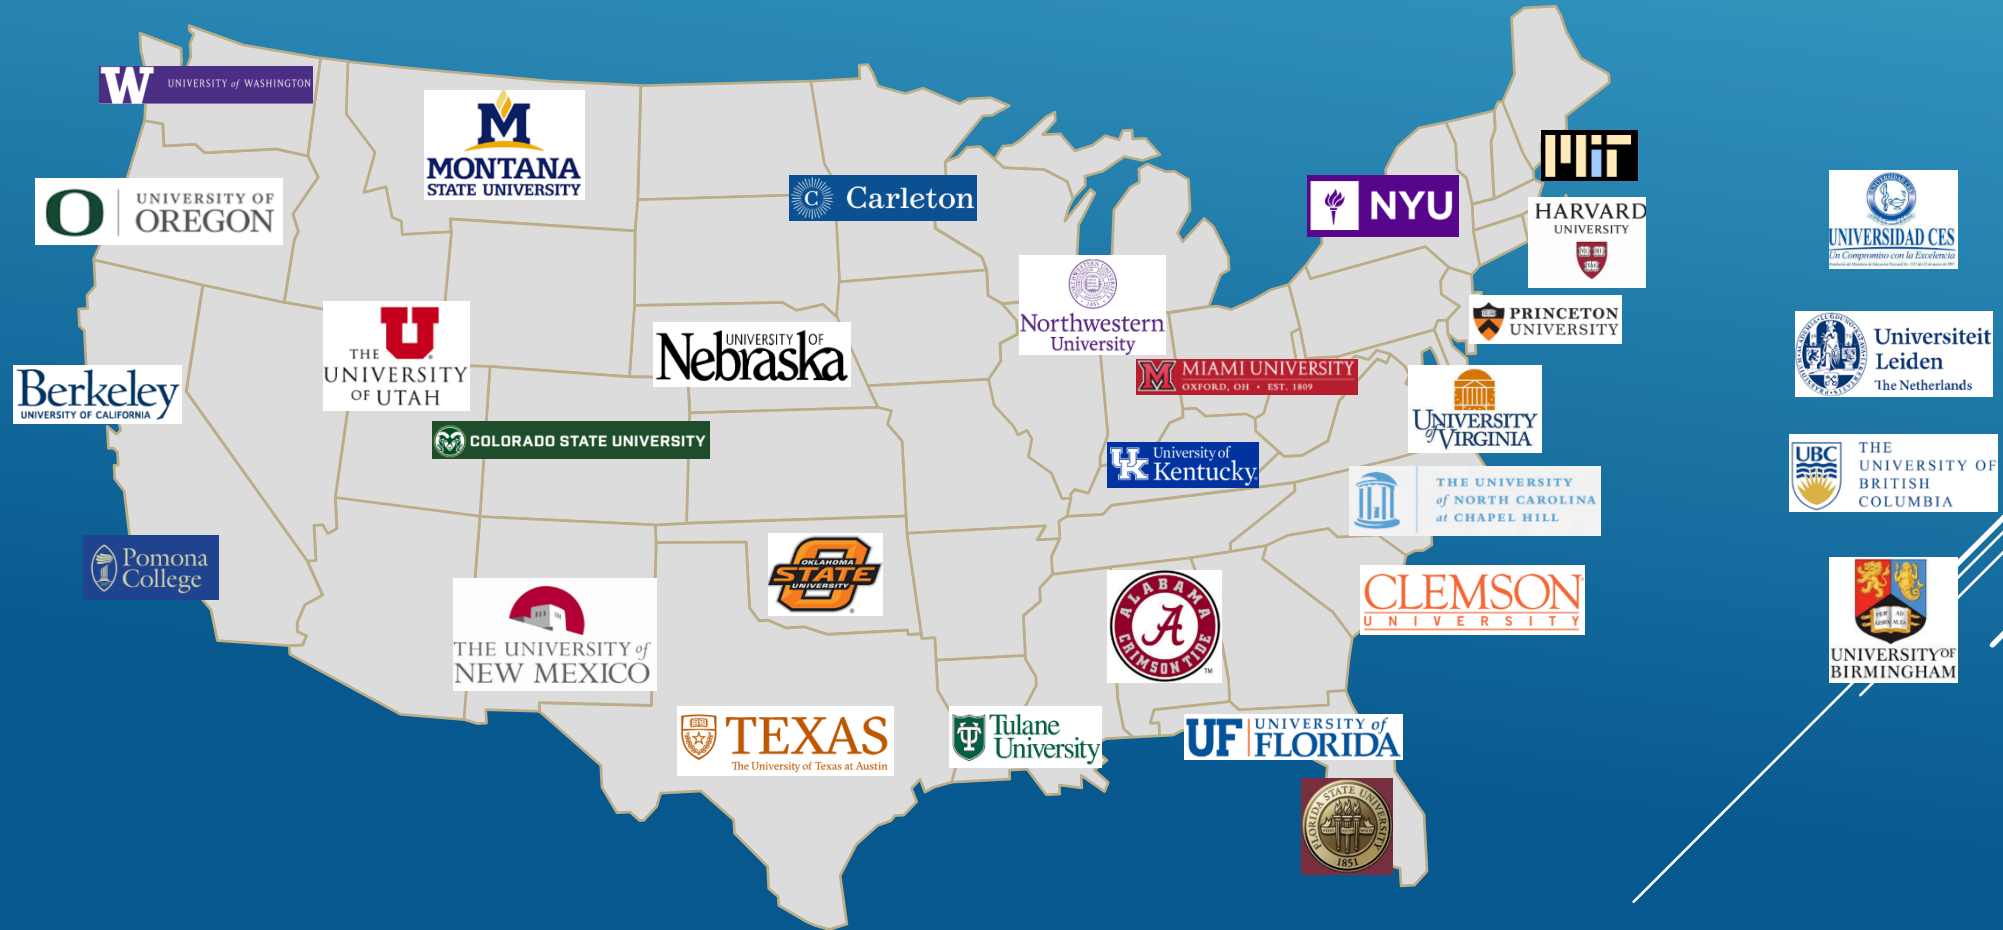 W UNIVERSITY of WASHINGTON
M
MONTANA
STATE UNIVERSITY
MIT
C Carleton
NYU
O UNIVERSITY OF
OREGON
HARVARD
UNIVERSITY
UNIVERSIDAD CES
Un Compromiso con la Excelencia
Northwestern
University
PRINCETON
UNIVERSITY
U
THE
UNIVERSITY
OF UTAH
UNIVERSITY OF
Nebraska
Universiteit
Leiden
The Netherlands
M MIAMI UNIVERSITY
OXFORD, OH • EST. 1809
Berkeley
UNIVERSITY OF CALIFORNIA
UNIVERSITY
of VIRGINIA
COLORADO STATE UNIVERSITY
UK University of
Kentucky
UBC THE
UNIVERSITY OF
BRITISH
COLUMBIA
THE UNIVERSITY
of NORTH CAROLINA
at CHAPEL HILL
Pomona
College
OKLAHOMA
STATE
UNIVERSITY
ALABAMA
A
CRIMSON TIDE
TM
CLEMSON
UNIVERSITY
THE UNIVERSITY of
NEW MEXICO
UNIVERSITY OF
BIRMINGHAM
TEXAS
The University of Texas at Austin
Tulane
University
UF UNIVERSITY of
FLORIDA
FLORIDA STATE UNIVERSITY
1851